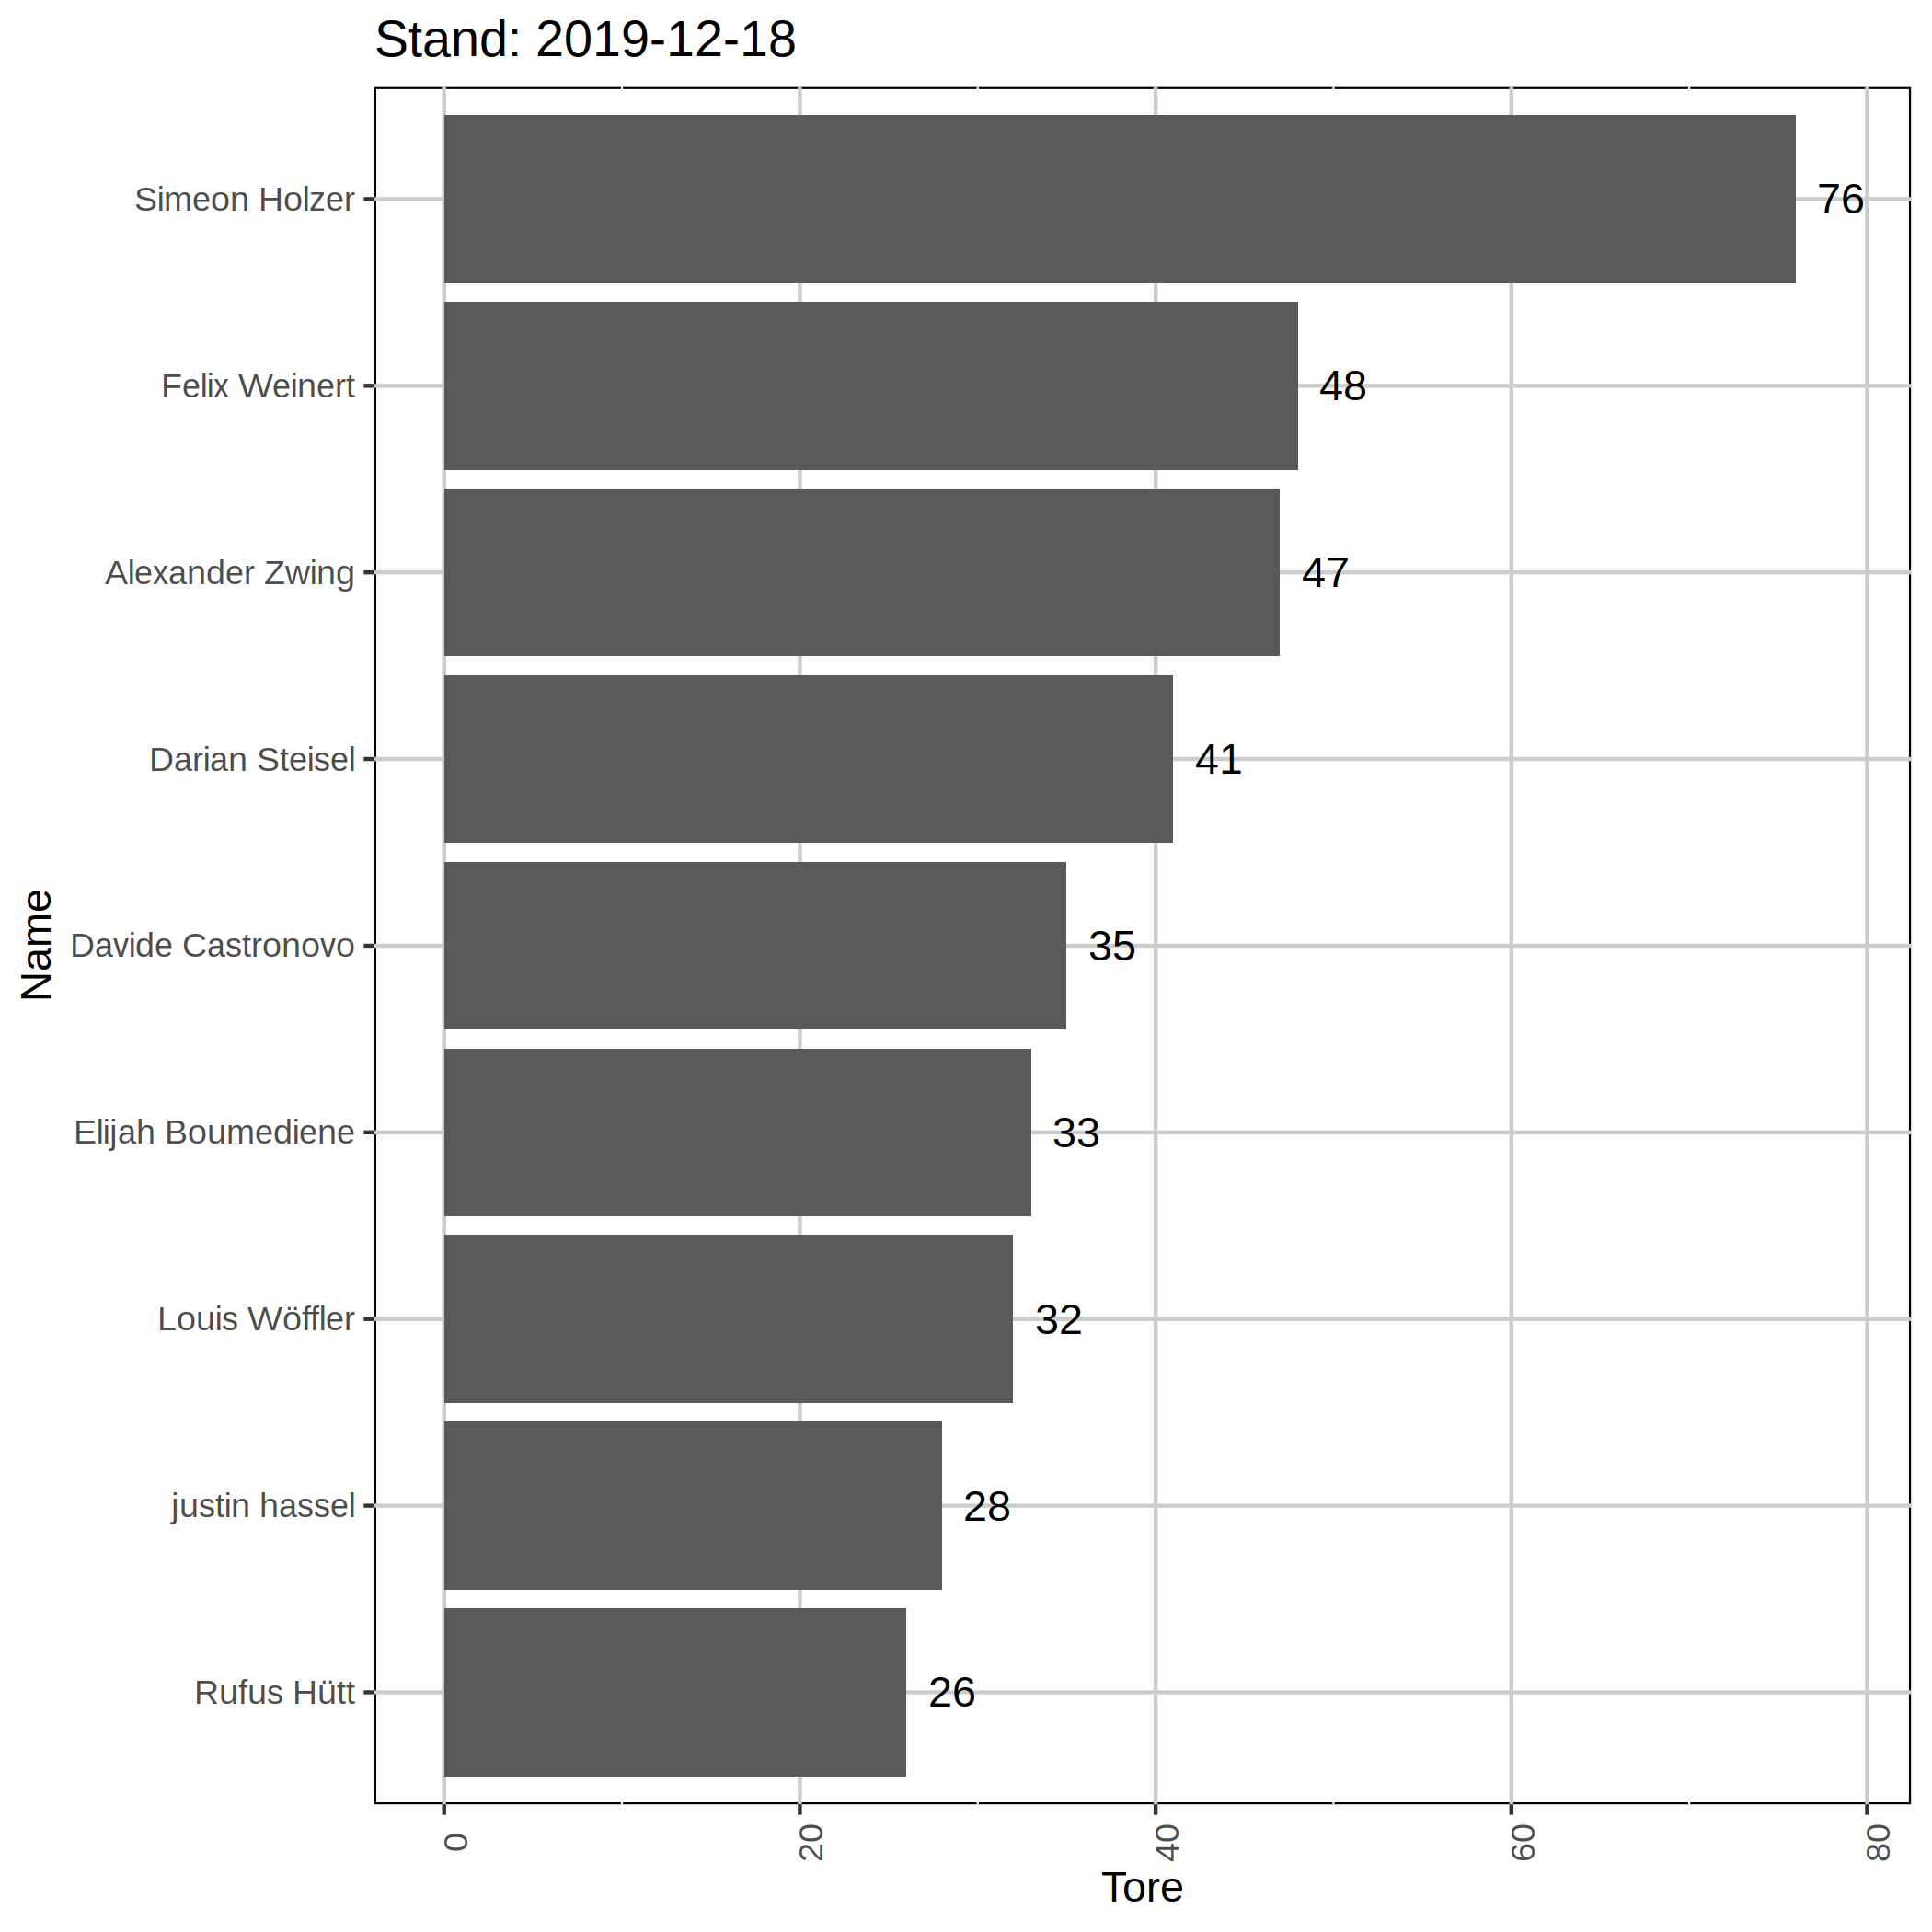 Stand: 2019-12-18
Simeon Holzer 76
Felix Weinert 48
Alexander Zwing 47
Darian Steisel 41
Name
Davide Castronovo 35
Elijah Boumediene 33
Louis Wöffler 32
justin hassel 28
Rufus Hütt 26
0 20 40 60 80
Tore